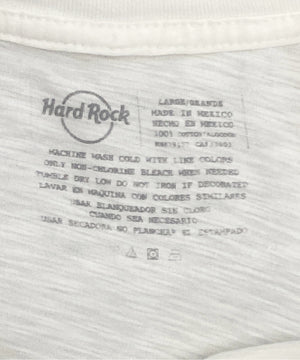 Hard Rock
LARGE/GRANDE
MADE IN MEXICO
HECHO EN MEXICO
100% COTTON/ALGODON
MACHINE WASH COLD WITH LIKE COLORS
ONLY NON-CHLORINE BLEACH WHEN NEEDED
TUMBLE DRY LOW DO NOT IRON IF DECORATED
LAVAR EN MAQUINA CON COLORES SIMILARES
USAR BLANQUEADOR SIN CLORO
CUANDO SEA NECESARIO
USAR SECADORA NO PLANCHAR EL ESTAMPADO